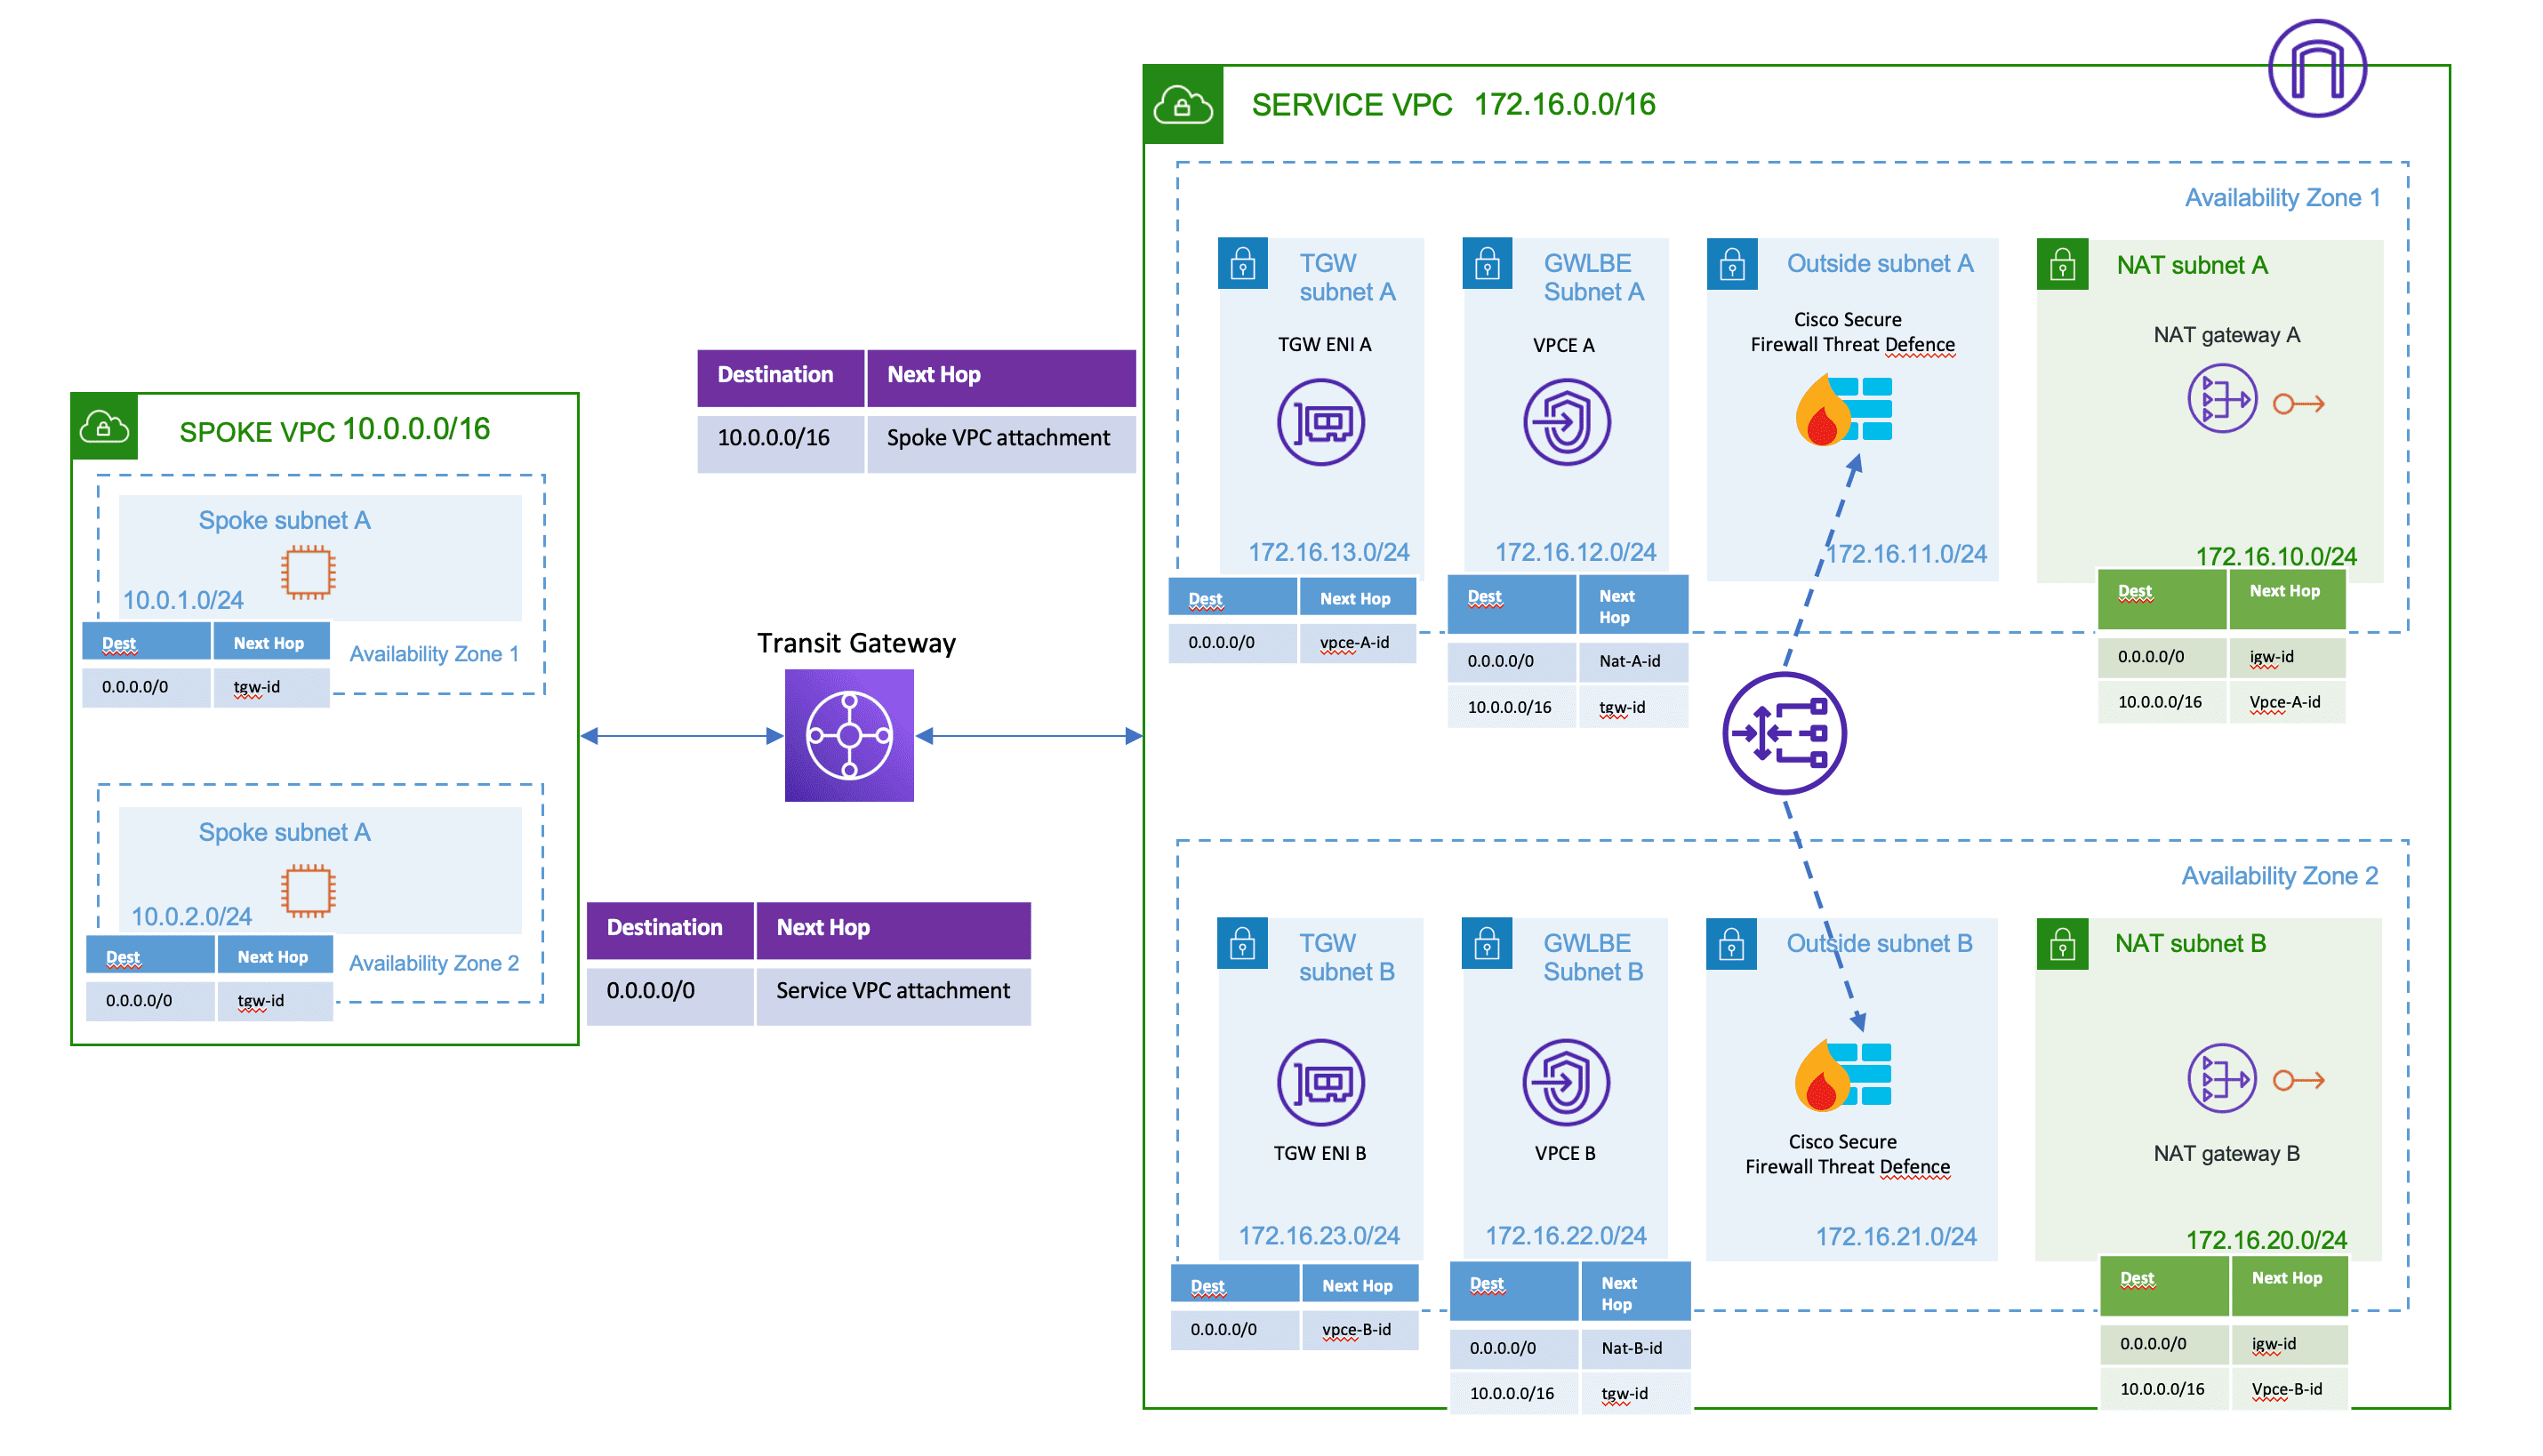 SERVICE VPC 172.16.0.0/16
Availability Zone 1
TGW
subnet A
TGW ENI A
172.16.13.0/24
Dest Next Hop
0.0.0.0/0 vpce-A-id
GWLBE
Subnet A
VPCE A
172.16.12.0/24
Dest Next
Hop
0.0.0.0/0 Nat-A-id
10.0.0.0/16 tgw-id
Outside subnet A
Cisco Secure
Firewall Threat Defence
172.16.11.0/24
NAT subnet A
NAT gateway A
172.16.10.0/24
Dest Next Hop
0.0.0.0/0 igw-id
10.0.0.0/16 Vpce-A-id
Destination Next Hop
10.0.0.0/16 Spoke VPC attachment
SPOKE VPC 10.0.0.0/16
Spoke subnet A
10.0.1.0/24
Dest Next Hop
0.0.0.0/0 tgw-id
Availability Zone 1
Spoke subnet A
10.0.2.0/24
Dest Next Hop
0.0.0.0/0 tgw-id
Availability Zone 2
Transit Gateway
Destination Next Hop
0.0.0.0/0 Service VPC attachment
Availability Zone 2
TGW
subnet B
TGW ENI B
172.16.23.0/24
Dest Next Hop
0.0.0.0/0 vpce-B-id
GWLBE
Subnet B
VPCE B
172.16.22.0/24
Dest Next
Hop
0.0.0.0/0 Nat-B-id
10.0.0.0/16 tgw-id
Outside subnet B
Cisco Secure
Firewall Threat Defence
172.16.21.0/24
NAT subnet B
NAT gateway B
172.16.20.0/24
Dest Next Hop
0.0.0.0/0 igw-id
10.0.0.0/16 Vpce-B-id